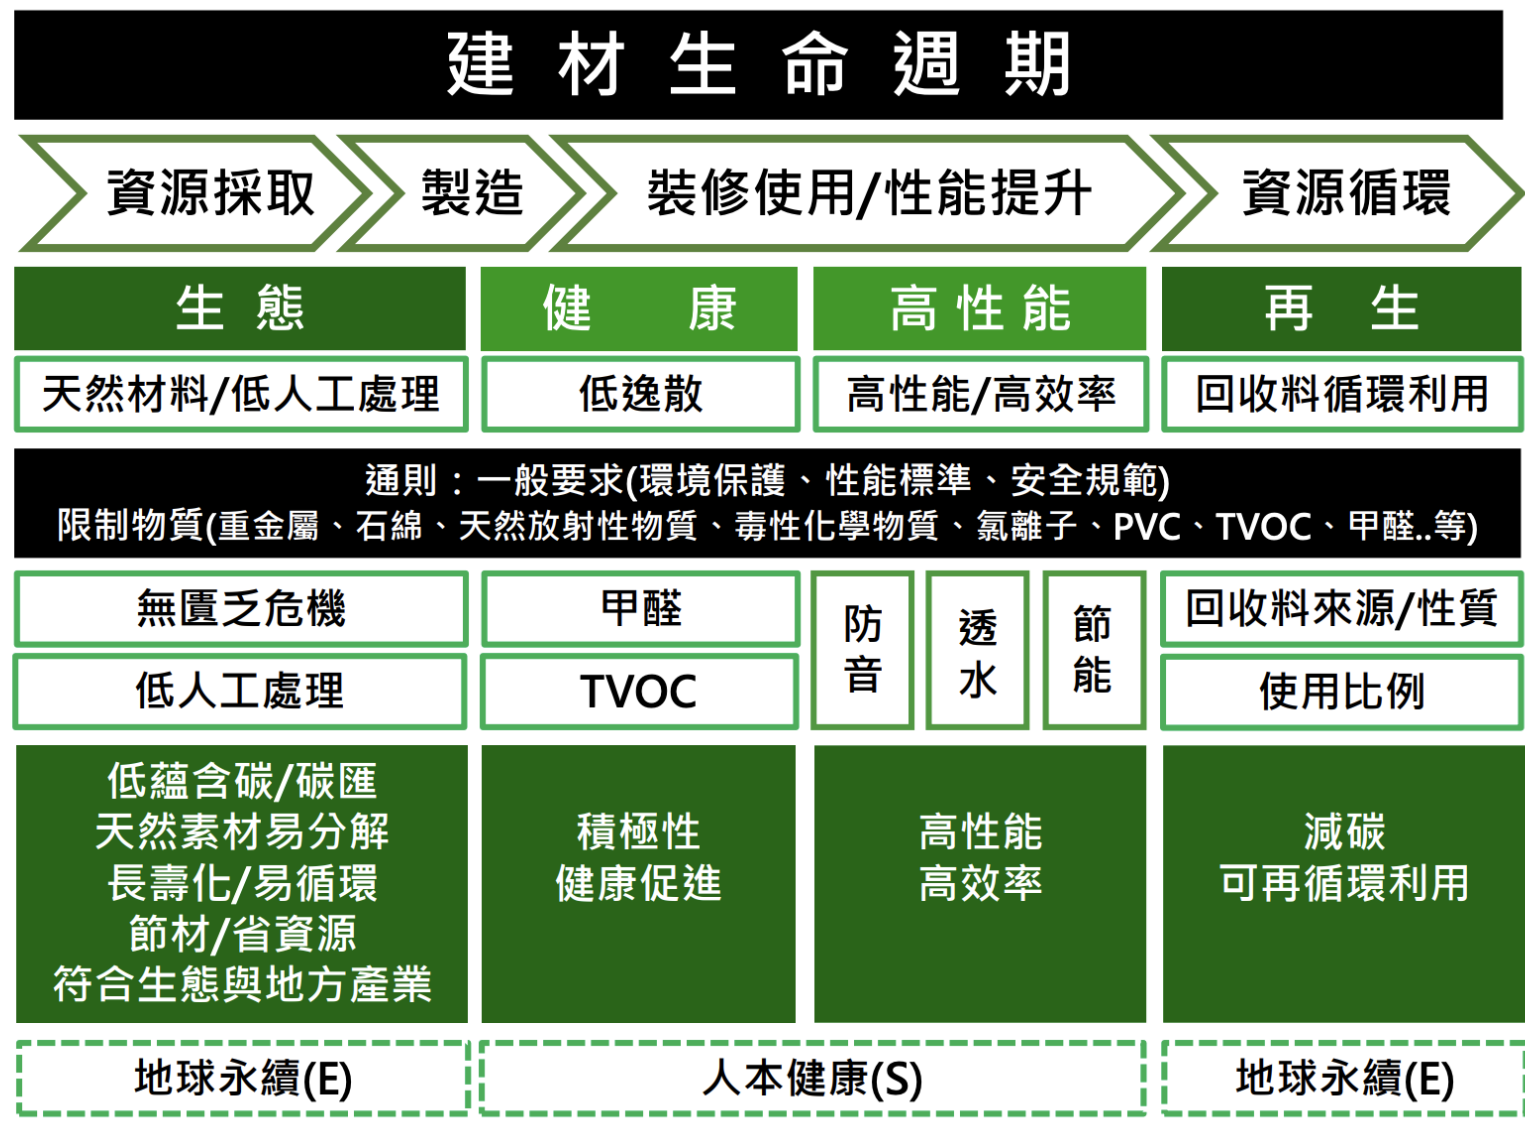 建材生命週期
資源採取
製造
裝修使用/性能提升
資源循環
生態
健康
高性能
再生
天然材料/低人工處理
低逸散
高性能/高效率
回收料循環利用
通則：一般要求(環境保護、性能標準、安全規範)
限制物質(重金屬、石綿、天然放射性物質、毒性化學物質、氯離子、PVC、TVOC、甲醛..等)
無匱乏危機
甲醛
防音
透水
節能
回收料來源/性質
低人工處理
TVOC
使用比例
低蘊含碳/碳匯
天然素材易分解
長壽化/易循環
節材/省資源
符合生態與地方產業
積極性
健康促進
高性能
高效率
減碳
可再循環利用
地球永續(E)
人本健康(S)
地球永續(E)